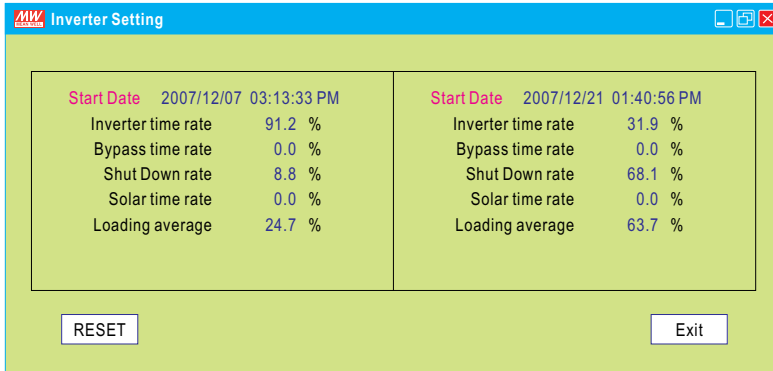 MW MEAN WELL Inverter Setting
Start Date 2007/12/07 03:13:33 PM
Inverter time rate 91.2 %
Bypass time rate 0.0 %
Shut Down rate 8.8 %
Solar time rate 0.0 %
Loading average 24.7 %
Start Date 2007/12/21 01:40:56 PM
Inverter time rate 31.9 %
Bypass time rate 0.0 %
Shut Down rate 68.1 %
Solar time rate 0.0 %
Loading average 63.7 %
RESET
Exit